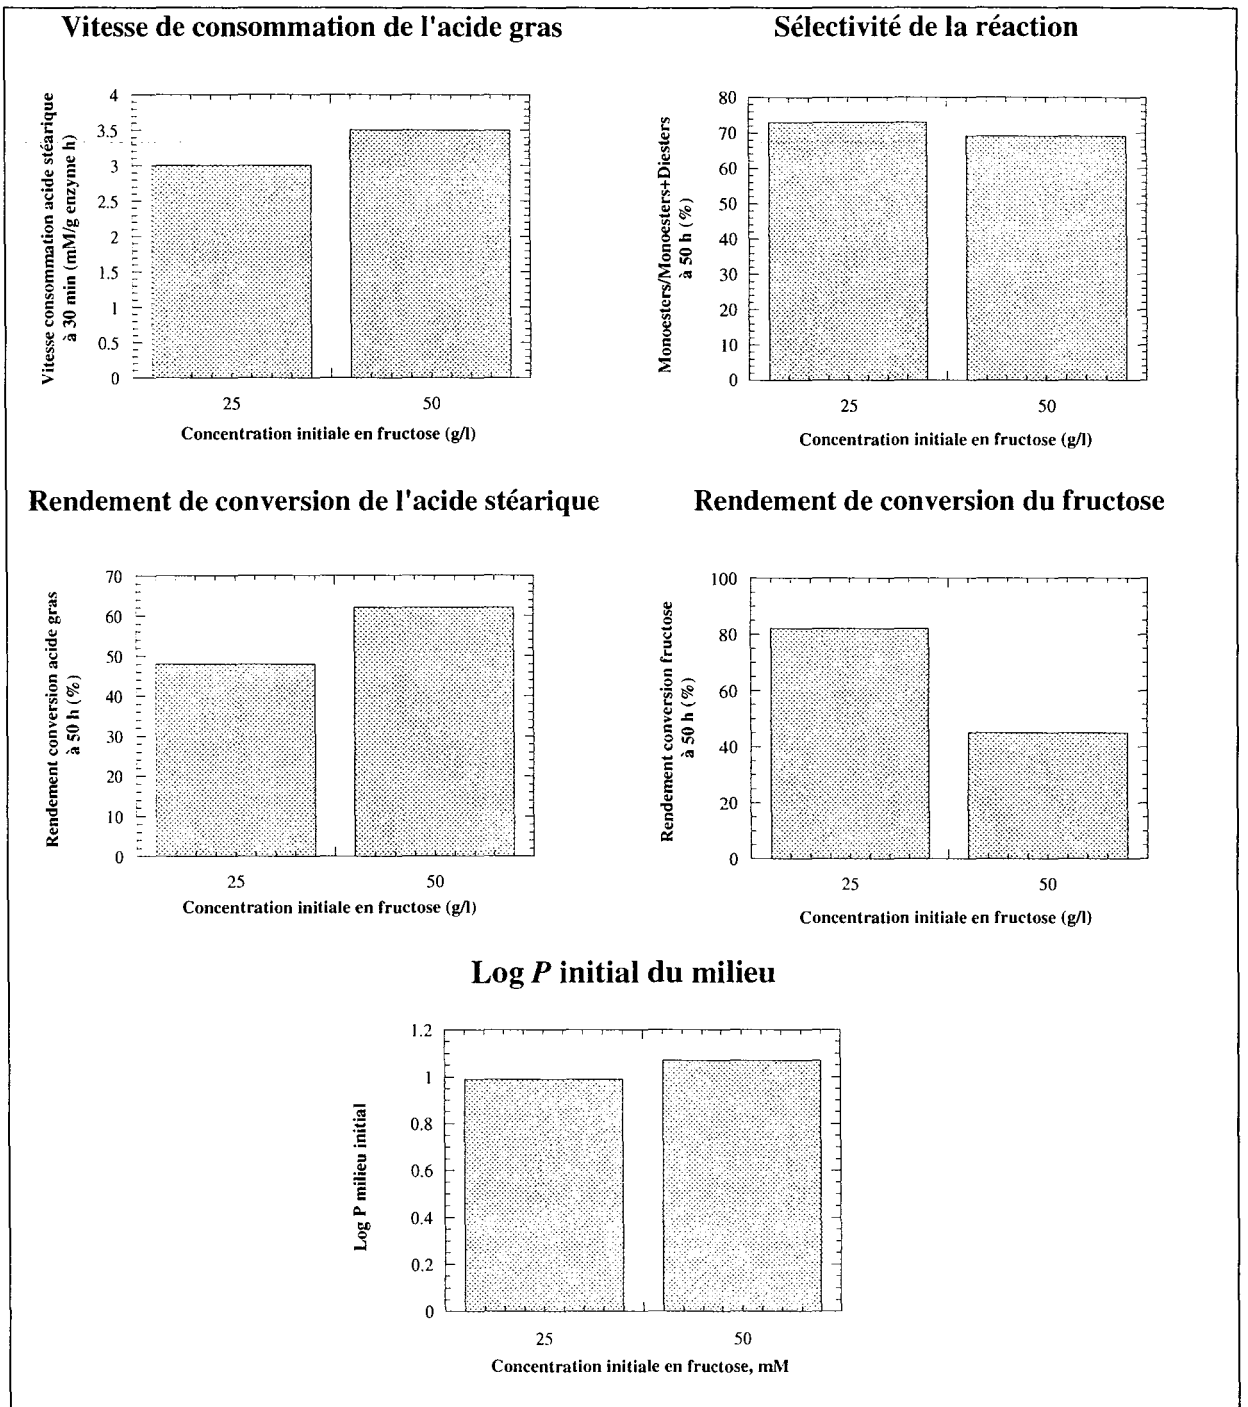 Vitesse de consommation de l'acide gras
Vitesse consommation acide stéarique
à 30 min (mM/g enzyme h)
4
3.5
3
2.5
2
1.5
1
0.5
0
25
50
Concentration initiale en fructose (g/l)
Sélectivité de la réaction
Monoesters/Monoesters+Diesters
à 50 h (%)
80
70
60
50
40
30
20
10
0
25
50
Concentration initiale en fructose (g/l)
Rendement de conversion de l'acide stéarique
Rendement conversion acide gras
à 50 h (%)
70
60
50
40
30
20
10
0
25
50
Concentration initiale en fructose (g/l)
Rendement de conversion du fructose
Rendement conversion fructose
à 50 h (%)
100
80
60
40
20
0
25
50
Concentration initiale en fructose (g/l)
Log P initial du milieu
Log P milieu initial
1.2
1
0.8
0.6
0.4
0.2
0
25
50
Concentration initiale en fructose, mM